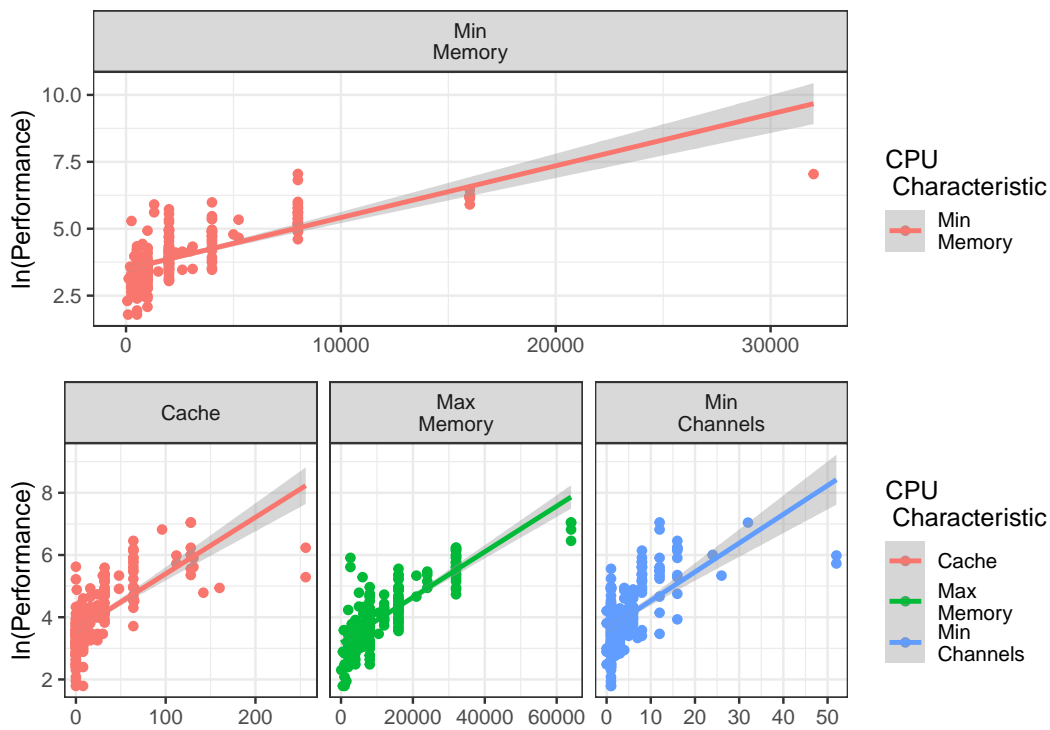 Min
Memory
ln(Performance)
10.0
7.5
5.0
2.5
0
10000
20000
30000
CPU
Characteristic
Min
Memory
Cache
Max
Memory
Min
Channels
ln(Performance)
8
6
4
2
0
100
200
0
20000
40000
60000
0
10
20
30
40
50
CPU
Characteristic
Cache
Max
Memory
Min
Channels